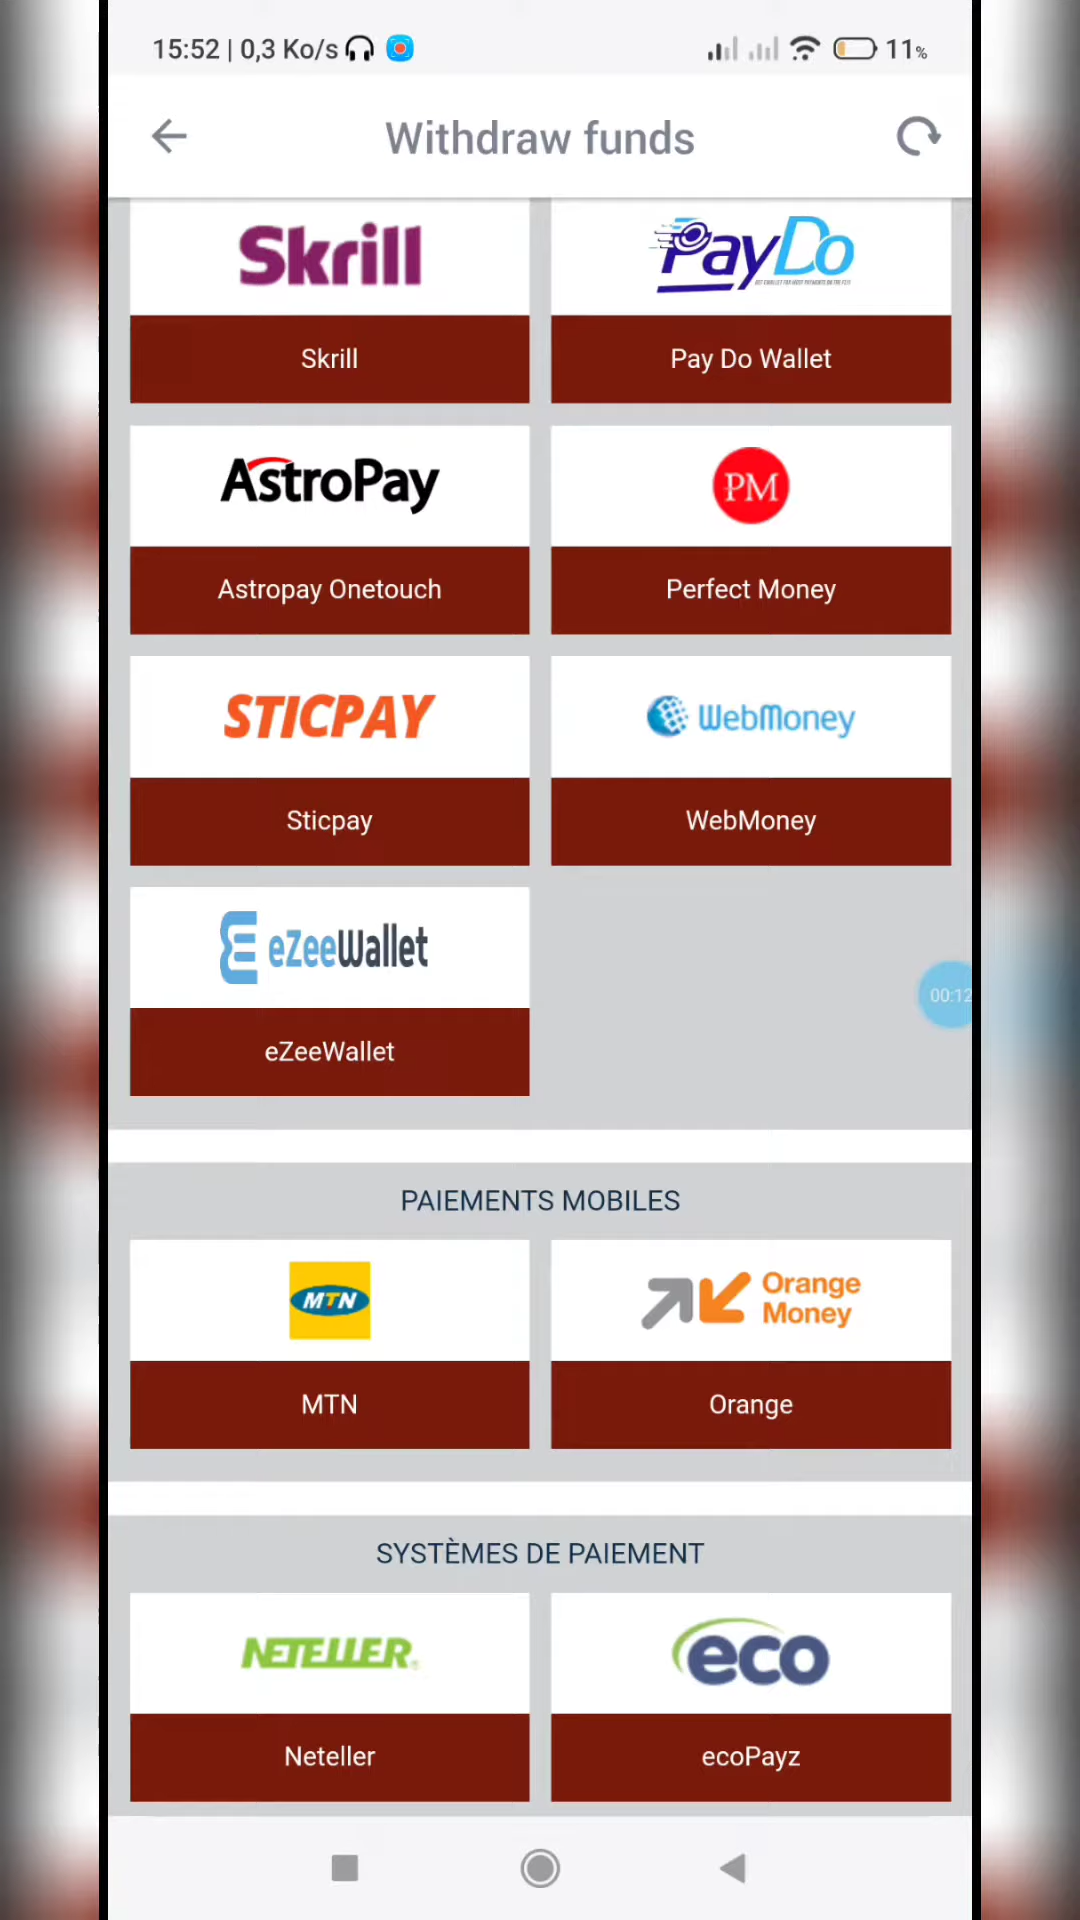 15:52 | 0,3 Ko/s 11%
Withdraw funds
Skrill PayDo
Skrill Pay Do Wallet
AstroPay PM
Astropay Onetouch Perfect Money
STICPAY WebMoney
Sticpay WebMoney
eZeeWallet
eZeeWallet
00:12
PAIEMENTS MOBILES
MTN Orange Money
MTN Orange
SYSTÈMES DE PAIEMENT
NETELLER eco
Neteller ecoPayz